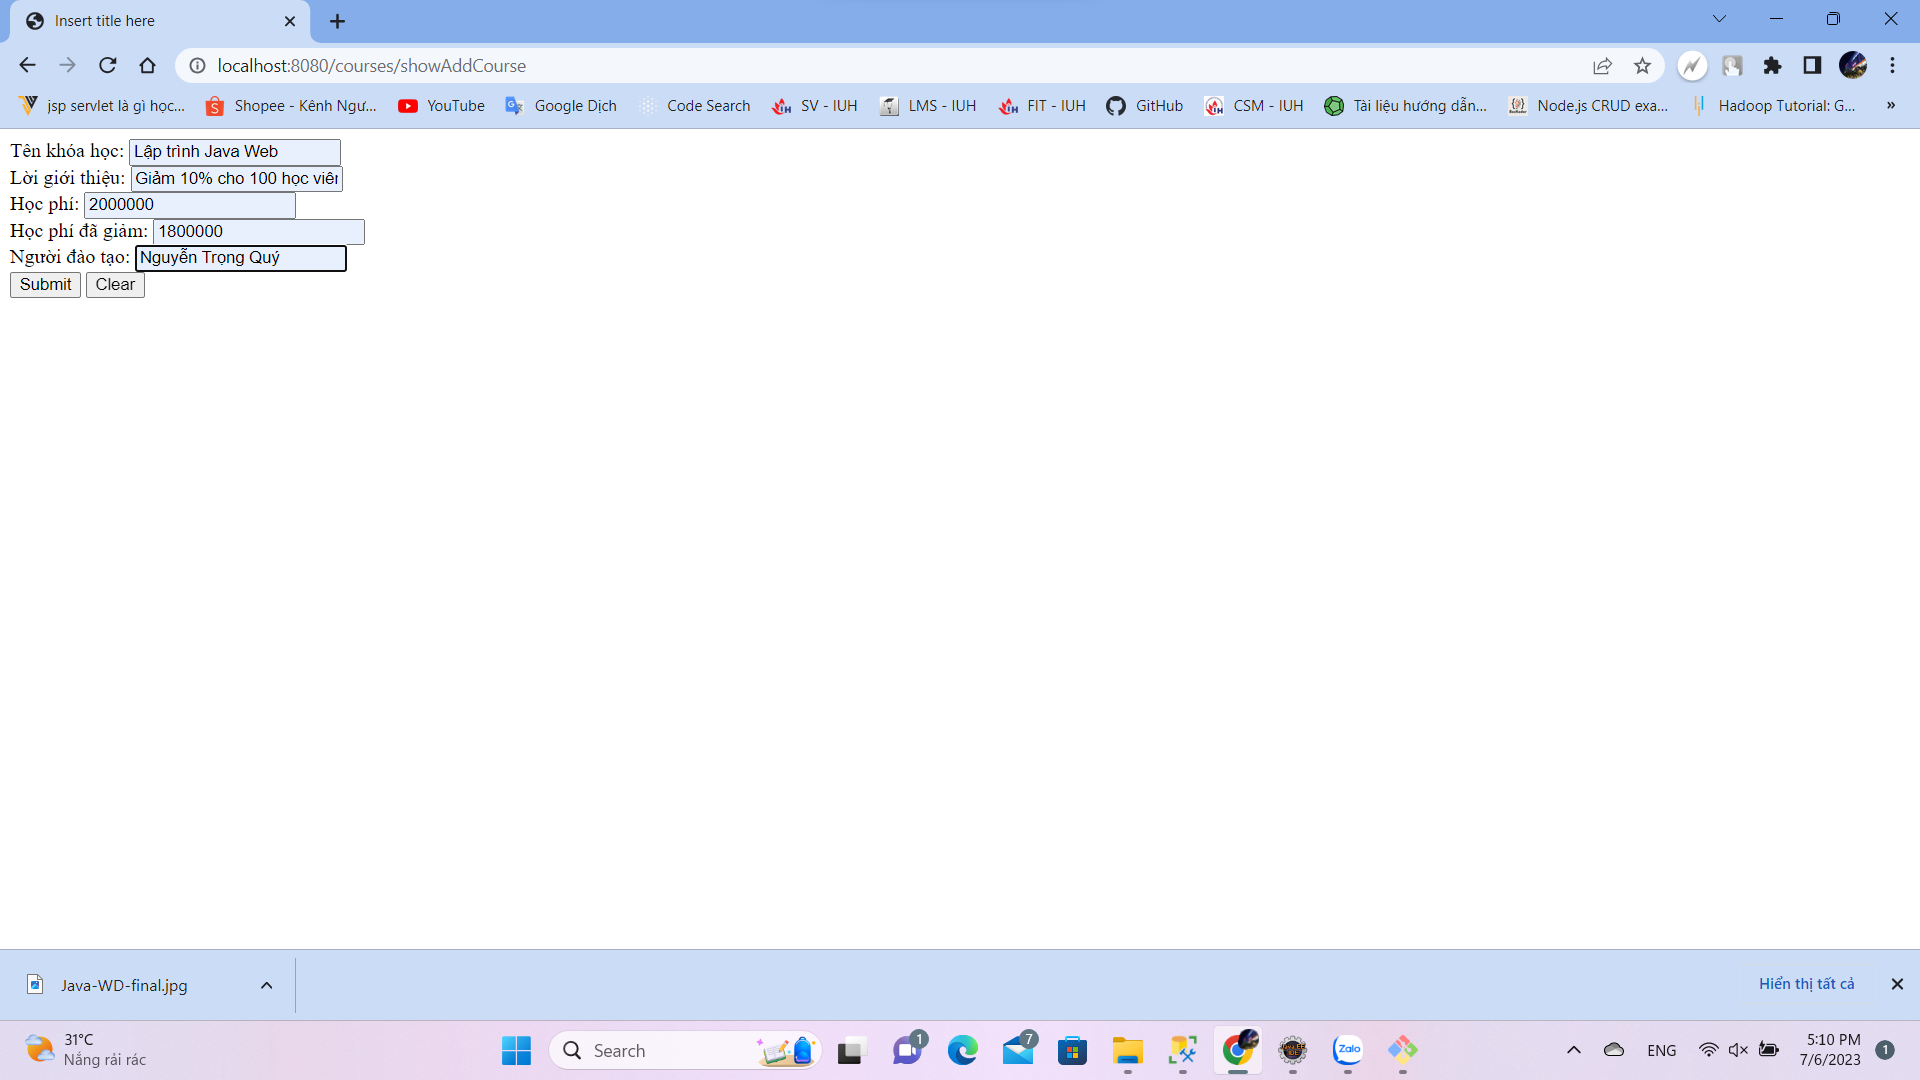 Insert title here
localhost:8080/courses/showAddCourse
jsp servlet là gì học... Shopee - Kênh Ngư... YouTube Google Dịch Code Search SV - IUH LMS - IUH FIT - IUH GitHub CSM - IUH Tài liệu hướng dẫn... Node.js CRUD exa... Hadoop Tutorial: G... »
Tên khóa học: Lập trình Java Web
Lời giới thiệu: Giảm 10% cho 100 học viên
Học phí: 2000000
Học phí đã giảm: 1800000
Người đào tạo: Nguyễn Trọng Quý
Submit Clear
Java-WD-final.jpg
Hiển thị tất cả
31°C
Nắng rải rác
Search
1
7
Zalo
ENG
5:10 PM
7/6/2023
1